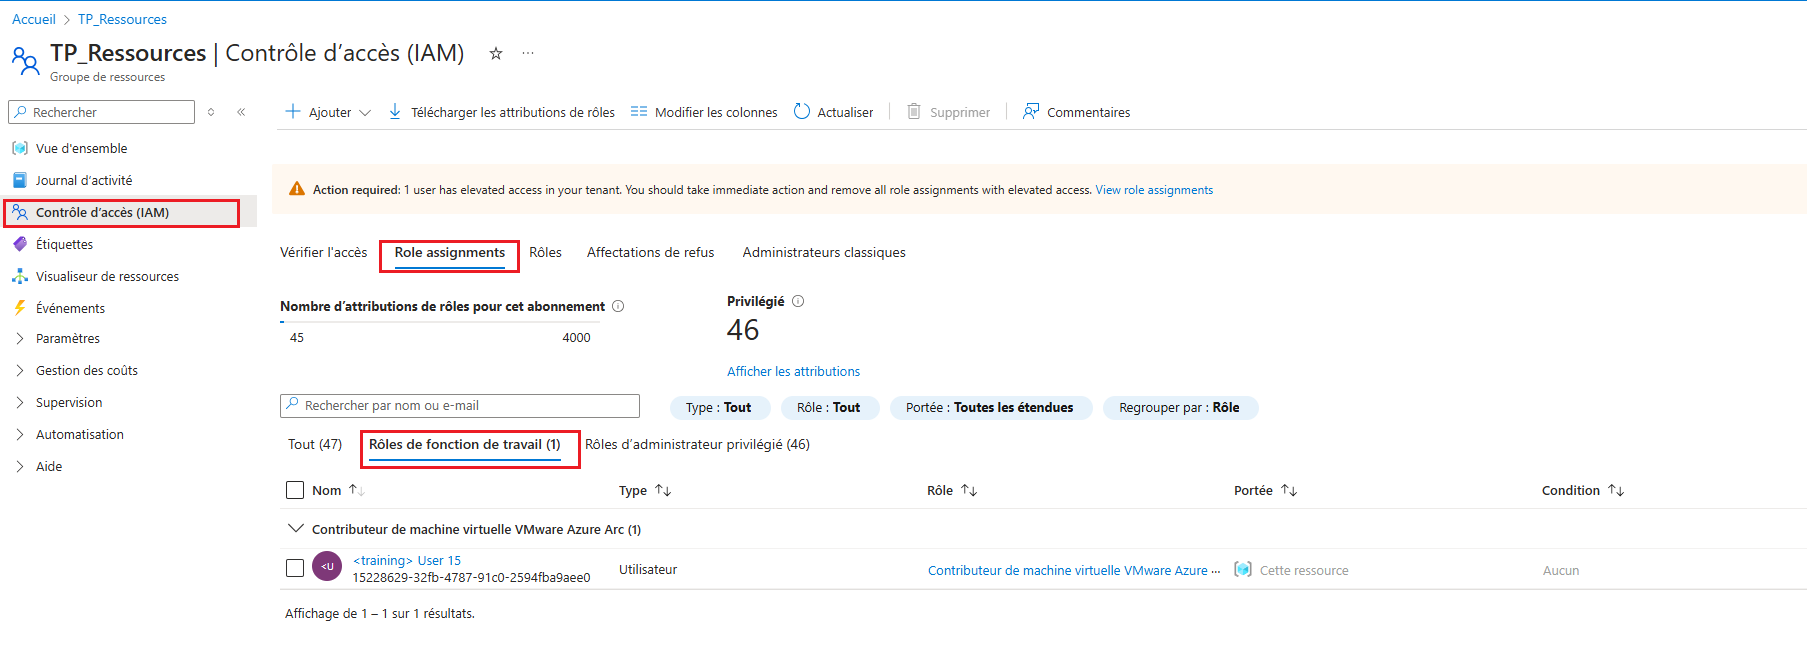 Accueil > TP_Ressources
TP_Ressources | Contrôle d’accès (IAM)
Groupe de ressources
Rechercher
Vue d'ensemble
Journal d’activité
Contrôle d’accès (IAM)
Étiquettes
Visualiseur de ressources
Événements
Paramètres
Gestion des coûts
Supervision
Automatisation
Aide
Ajouter Télécharger les attributions de rôles Modifier les colonnes Actualiser Supprimer Commentaires
Action required: 1 user has elevated access in your tenant. You should take immediate action and remove all role assignments with elevated access. View role assignments
Vérifier l'accès Role assignments Rôles Affectations de refus Administrateurs classiques
Nombre d’attributions de rôles pour cet abonnement
45 4000
Privilégié
46
Afficher les attributions
Rechercher par nom ou e-mail
Type : Tout Rôle : Tout Portée : Toutes les étendues Regrouper par : Rôle
Tout (47) Rôles de fonction de travail (1) Rôles d’administrateur privilégié (46)
Nom Type Rôle Portée Condition
Contributeur de machine virtuelle VMware Azure Arc (1)
<U
<training> User 15
15228629-32fb-4787-91c0-2594fba9aee0
Utilisateur
Contributeur de machine virtuelle VMware Azure ...
Cette ressource
Aucun
Affichage de 1 – 1 sur 1 résultats.